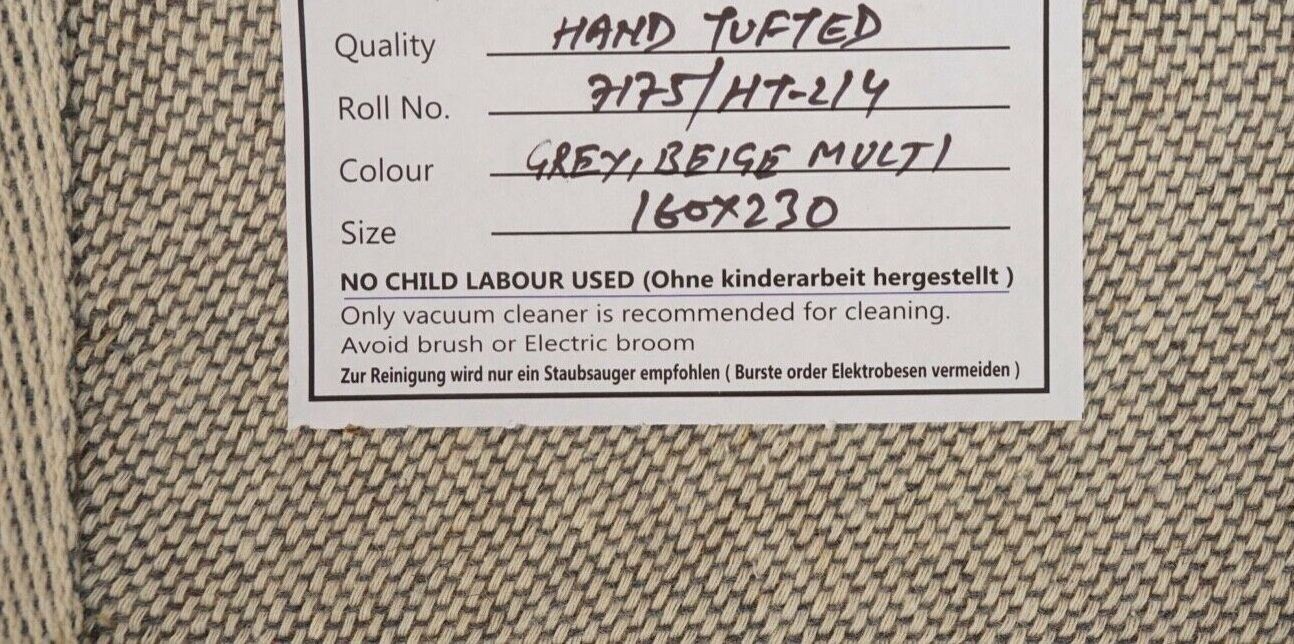 Quality HAND TUFTED
Roll No. 7175/HT-214
Colour GREY, BEIGE MULTI
Size 160X230
NO CHILD LABOUR USED (Ohne kinderarbeit hergestellt )
Only vacuum cleaner is recommended for cleaning.
Avoid brush or Electric broom
Zur Reinigung wird nur ein Staubsauger empfohlen ( Burste order Elektrobesen vermeiden )